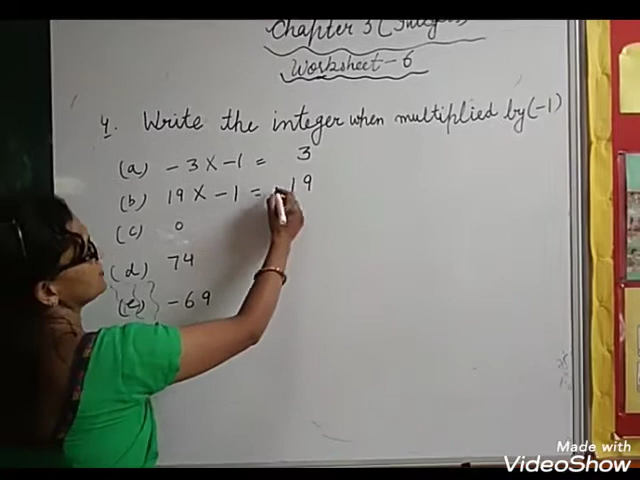 Chapter 3 (Integers
Worksheet-6
4. Write the integer when multiplied by (-1)
(a) -3 X -1 = 3
(b) 19 X -1 = -19
(c) 0
(d) 74
(e) -69
Made with
VideoShow